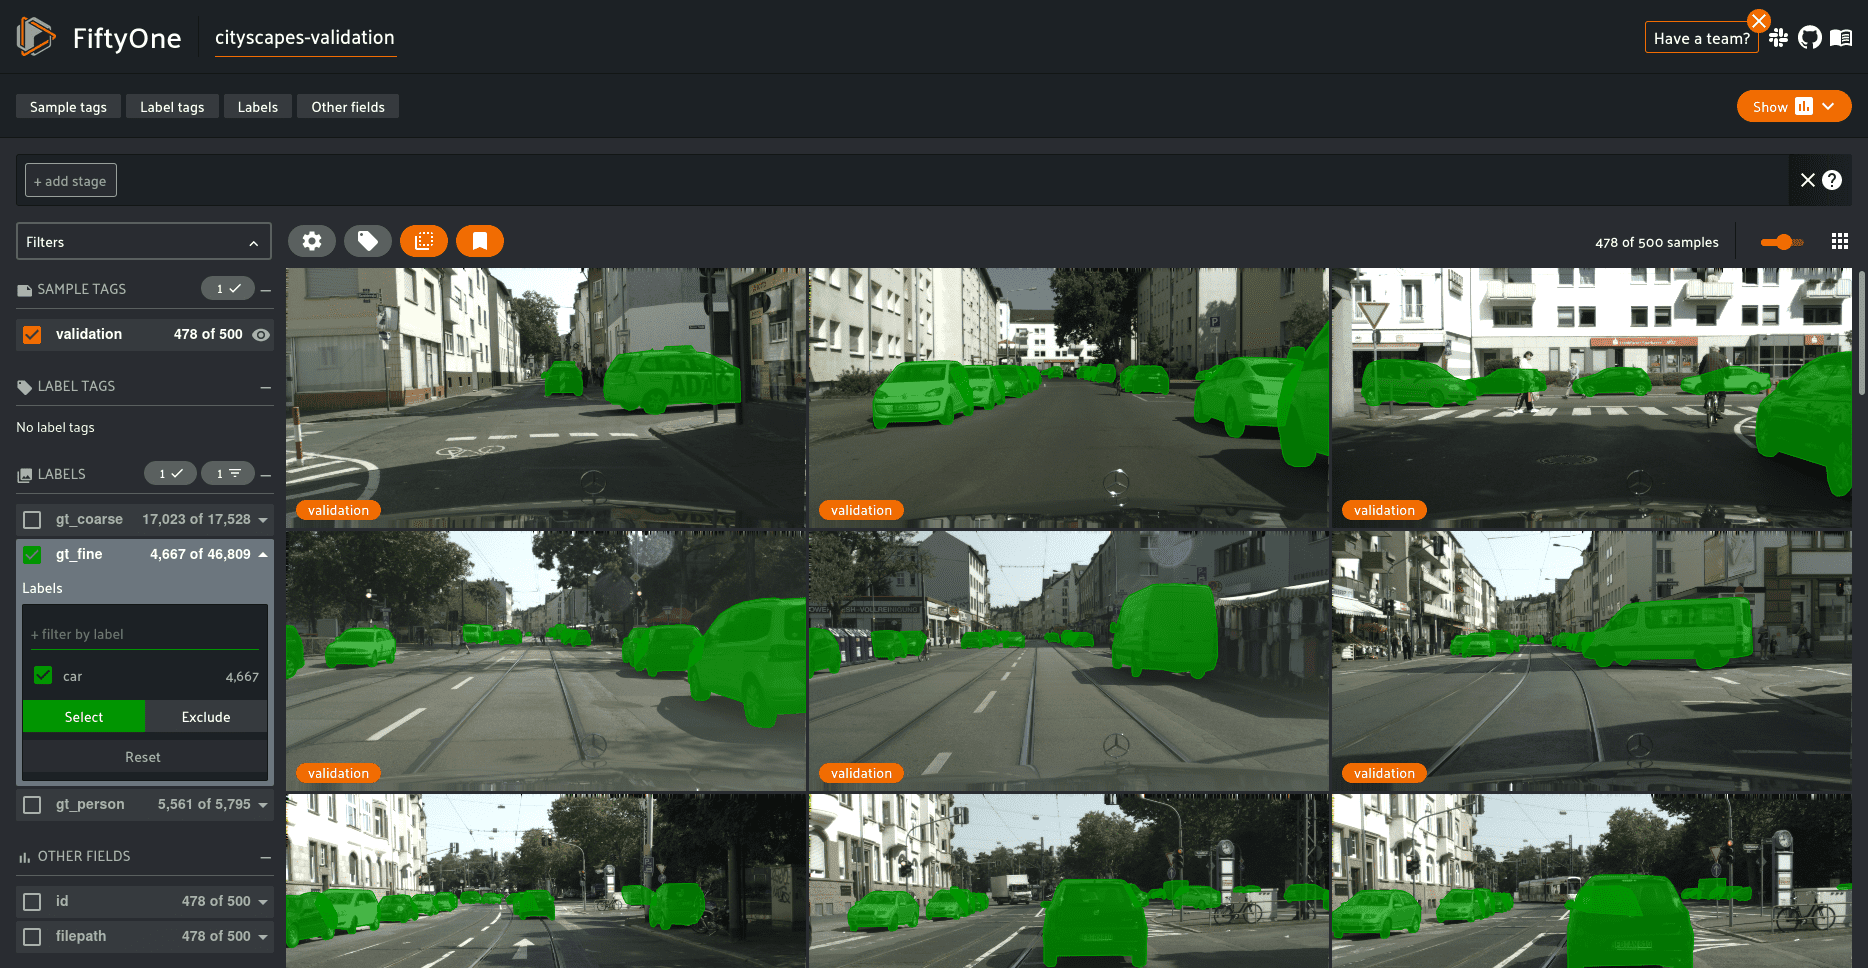 FiftyOne
cityscapes-validation
Have a team?
Sample tags
Label tags
Labels
Other fields
Show
+ add stage
Filters
478 of 500 samples
SAMPLE TAGS
1
validation
478 of 500
LABEL TAGS
No label tags
LABELS
1
1
gt_coarse
17,023 of 17,528
gt_fine
4,667 of 46,809
Labels
+ filter by label
car
4,667
Select
Exclude
Reset
gt_person
5,561 of 5,795
OTHER FIELDS
id
478 of 500
filepath
478 of 500
ADAC
validation
validation
validation
validation
validation
validation